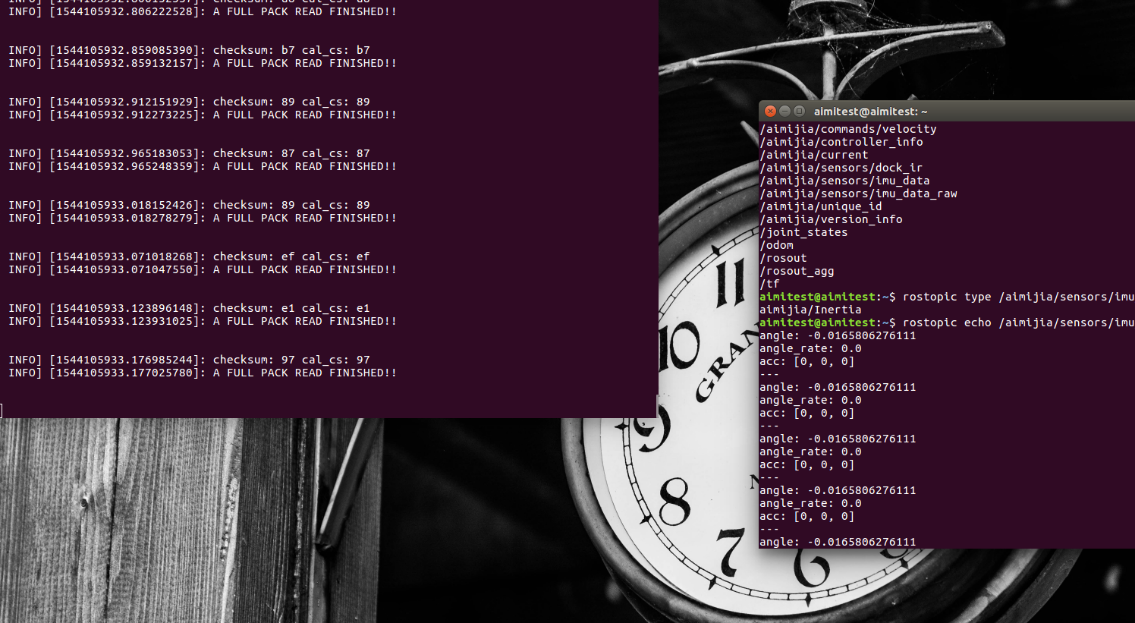 INFO] [1544105932.806222528]: A FULL PACK READ FINISHED!!
INFO] [1544105932.859085390]: checksum: b7 cal_cs: b7
INFO] [1544105932.859132157]: A FULL PACK READ FINISHED!!
INFO] [1544105932.912151929]: checksum: 89 cal_cs: 89
INFO] [1544105932.912273225]: A FULL PACK READ FINISHED!!
INFO] [1544105932.965183053]: checksum: 87 cal_cs: 87
INFO] [1544105932.965248359]: A FULL PACK READ FINISHED!!
INFO] [1544105933.018152426]: checksum: 89 cal_cs: 89
INFO] [1544105933.018278279]: A FULL PACK READ FINISHED!!
INFO] [1544105933.071018268]: checksum: ef cal_cs: ef
INFO] [1544105933.071047550]: A FULL PACK READ FINISHED!!
INFO] [1544105933.123896148]: checksum: e1 cal_cs: e1
INFO] [1544105933.123931025]: A FULL PACK READ FINISHED!!
INFO] [1544105933.176985244]: checksum: 97 cal_cs: 97
INFO] [1544105933.177025780]: A FULL PACK READ FINISHED!!
aimitest@aimitest: ~
/aimijia/commands/velocity
/aimijia/controller_info
/aimijia/current
/aimijia/sensors/dock_ir
/aimijia/sensors/imu_data
/aimijia/sensors/imu_data_raw
/aimijia/unique_id
/aimijia/version_info
/joint_states
/odom
/rosout
/rosout_agg
/tf
aimitest@aimitest:~$ rostopic type /aimijia/sensors/imu
aimijia/Inertia
aimitest@aimitest:~$ rostopic echo /aimijia/sensors/imu
angle: -0.0165806276111
angle_rate: 0.0
acc: [0, 0, 0]
---
angle: -0.0165806276111
angle_rate: 0.0
acc: [0, 0, 0]
---
angle: -0.0165806276111
angle_rate: 0.0
acc: [0, 0, 0]
---
angle: -0.0165806276111
angle_rate: 0.0
acc: [0, 0, 0]
---
angle: -0.0165806276111
11
10
GRAN
9
8
7
6